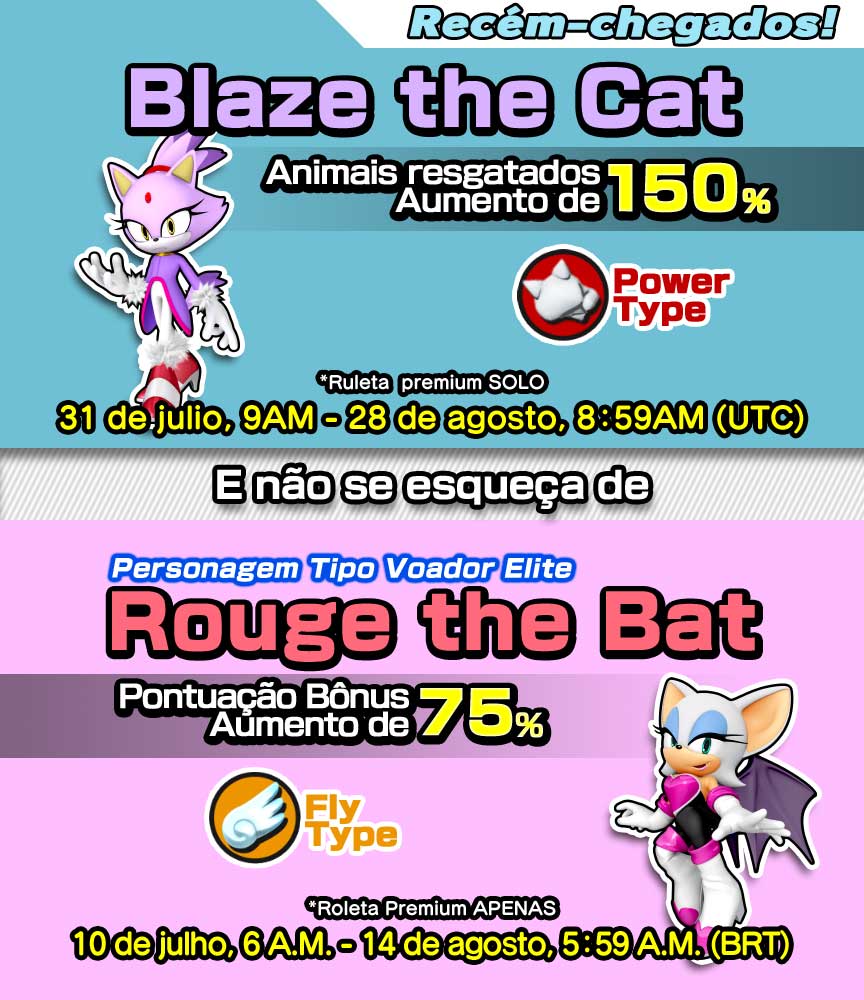 Recém-chegados!
Blaze the Cat
Animais resgatados
Aumento de 150%
Power
Type
*Ruleta premium SOLO
31 de julio, 9AM - 28 de agosto, 8:59AM (UTC)
E não se esqueça de
Personagem Tipo Voador Elite
Rouge the Bat
Pontuação Bônus
Aumento de 75%
Fly
Type
*Roleta Premium APENAS
10 de julho, 6 A.M. - 14 de agosto, 5:59 A.M. (BRT)